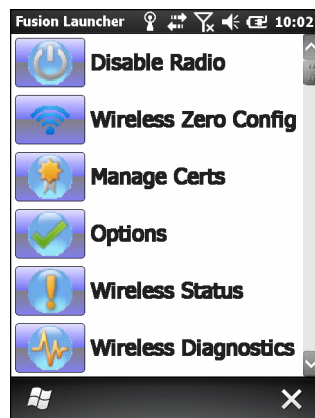 Fusion Launcher 10:02
Disable Radio
Wireless Zero Config
Manage Certs
Options
Wireless Status
Wireless Diagnostics